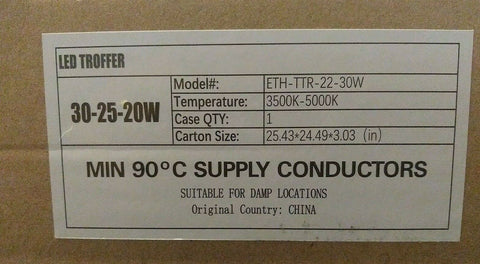 LED TROFFER
30-25-20W
Model#: ETH-TTR-22-30W
Temperature: 3500K-5000K
Case QTY: 1
Carton Size: 25.43*24.49*3.03 (in)
MIN 90ºC SUPPLY CONDUCTORS
SUITABLE FOR DAMP LOCATIONS
Original Country: CHINA